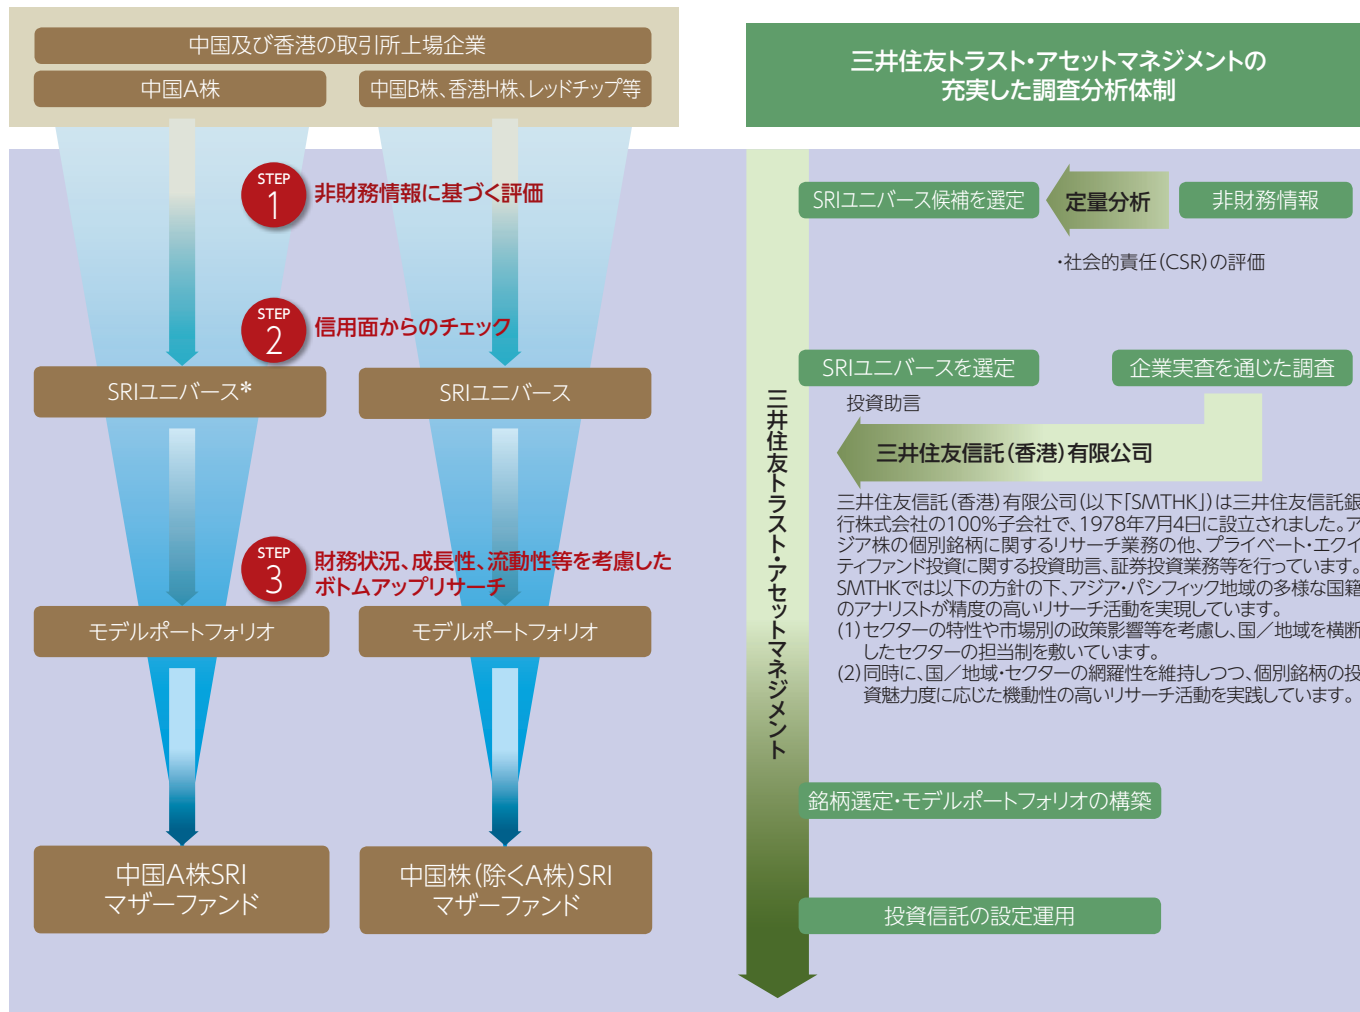 中国及び香港の取引所上場企業
中国A株
中国B株、香港H株、レッドチップ等
STEP
1
非財務情報に基づく評価
STEP
2
信用面からのチェック
SRIユニバース*
SRIユニバース
STEP
3
財務状況、成長性、流動性等を考慮した
ボトムアップリサーチ
モデルポートフォリオ
モデルポートフォリオ
中国A株SRI
マザーファンド
中国株(除くA株)SRI
マザーファンド
三井住友トラスト・アセットマネジメントの
充実した調査分析体制
三井住友トラスト・アセットマネジメント
SRIユニバース候補を選定
定量分析
非財務情報
・社会的責任(CSR)の評価
SRIユニバースを選定
企業実査を通じた調査
投資助言
三井住友信託(香港)有限公司
三井住友信託(香港)有限公司(以下「SMTHK」)は三井住友信託銀
行株式会社の100%子会社で、1978年7月4日に設立されました。ア
ジア株の個別銘柄に関するリサーチ業務の他、プライベート・エクイ
ティファンド投資に関する投資助言、証券投資業務等を行っています。
SMTHKでは以下の方針の下、アジア・パシフィック地域の多様な国籍
のアナリストが精度の高いリサーチ活動を実現しています。
(1)セクターの特性や市場別の政策影響等を考慮し、国／地域を横断
したセクターの担当制を敷いています。
(2)同時に、国／地域・セクターの網羅性を維持しつつ、個別銘柄の投
資魅力度に応じた機動性の高いリサーチ活動を実践しています。
銘柄選定・モデルポートフォリオの構築
投資信託の設定運用